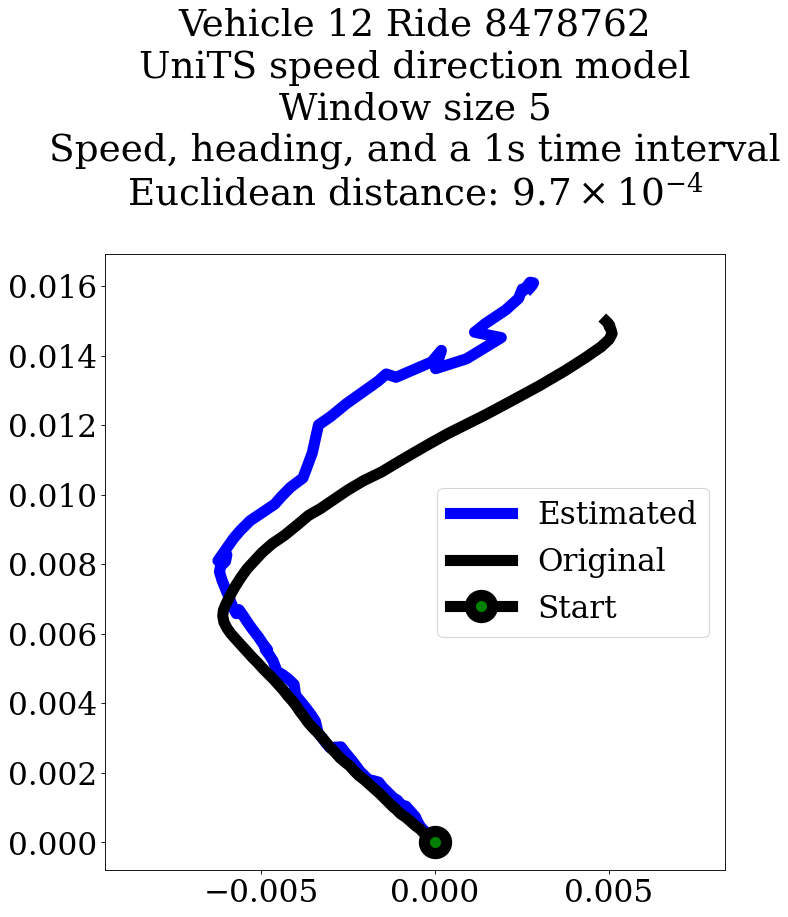 Vehicle 12 Ride 8478762
UniTS speed direction model
Window size 5
Speed, heading, and a 1s time interval
Euclidean distance: 9.7 × 10⁻⁴
0.016
0.014
0.012
0.010
0.008
0.006
0.004
0.002
0.000
Estimated
Original
Start
−0.005
0.000
0.005